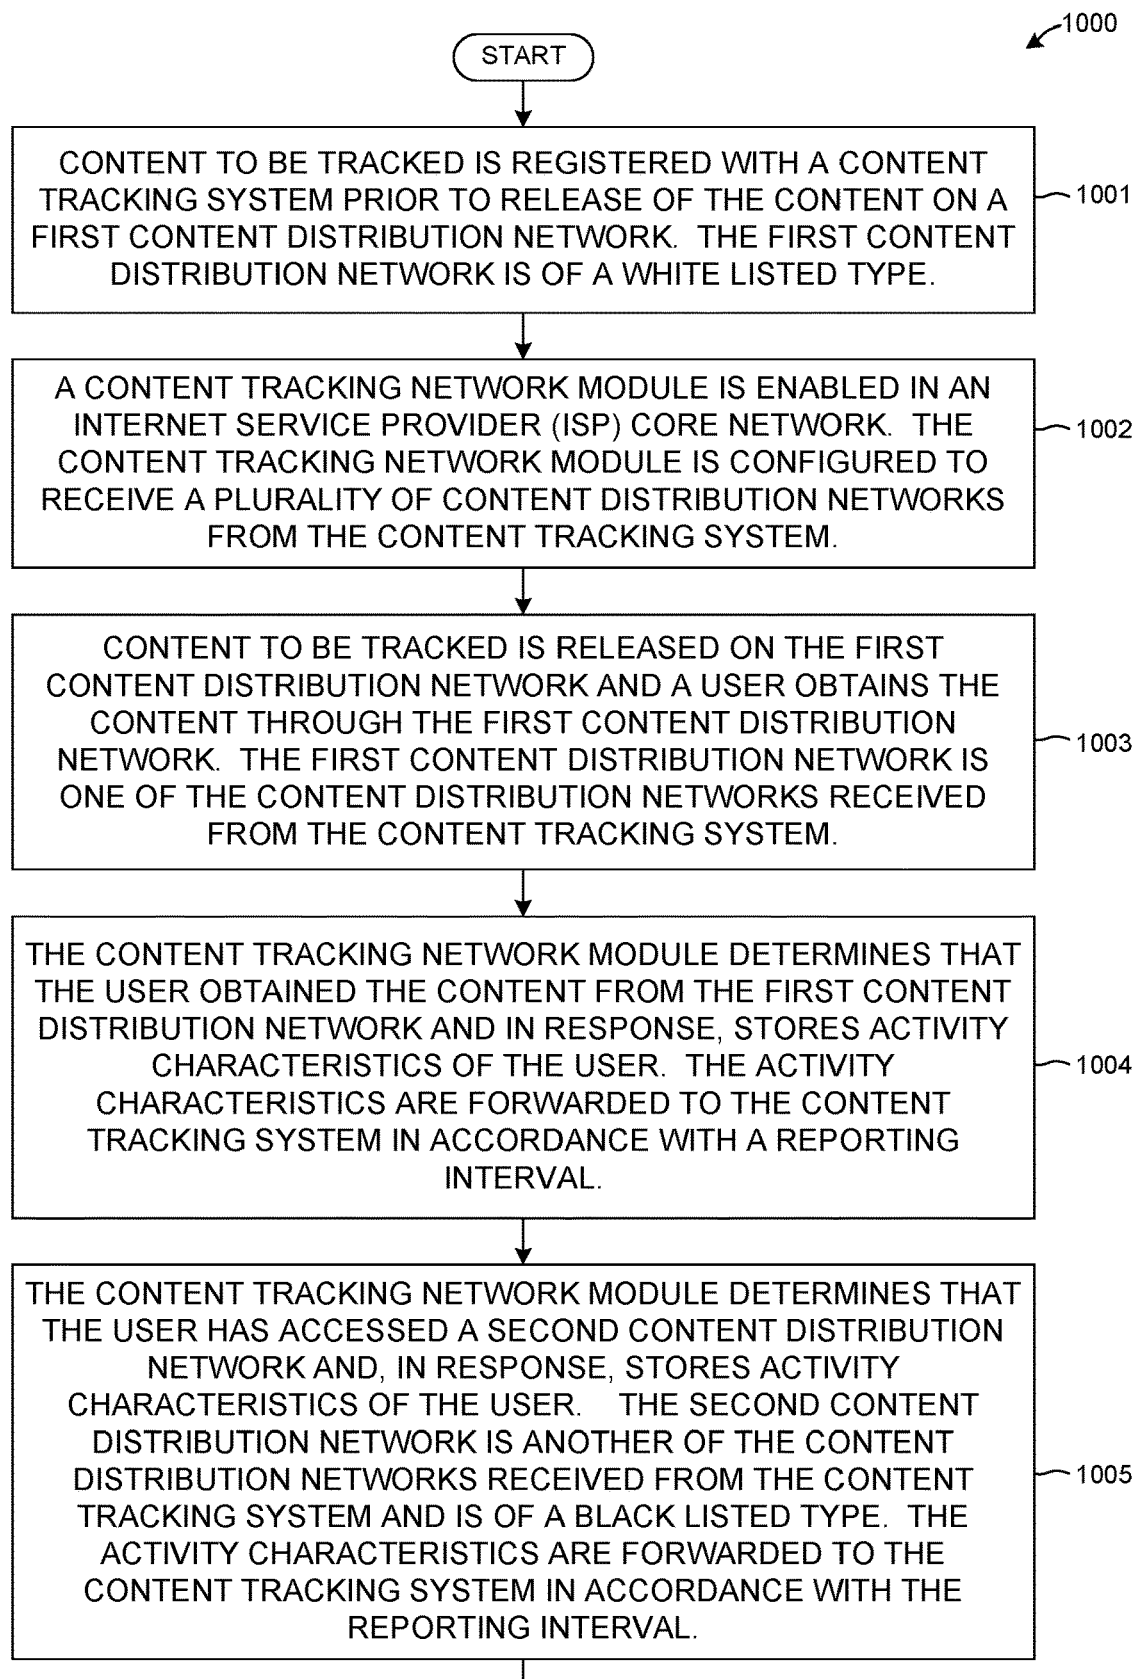 1000
START
CONTENT TO BE TRACKED IS REGISTERED WITH A CONTENT
TRACKING SYSTEM PRIOR TO RELEASE OF THE CONTENT ON A
FIRST CONTENT DISTRIBUTION NETWORK. THE FIRST CONTENT
DISTRIBUTION NETWORK IS OF A WHITE LISTED TYPE.
1001
A CONTENT TRACKING NETWORK MODULE IS ENABLED IN AN
INTERNET SERVICE PROVIDER (ISP) CORE NETWORK. THE
CONTENT TRACKING NETWORK MODULE IS CONFIGURED TO
RECEIVE A PLURALITY OF CONTENT DISTRIBUTION NETWORKS
FROM THE CONTENT TRACKING SYSTEM.
1002
CONTENT TO BE TRACKED IS RELEASED ON THE FIRST
CONTENT DISTRIBUTION NETWORK AND A USER OBTAINS THE
CONTENT THROUGH THE FIRST CONTENT DISTRIBUTION
NETWORK. THE FIRST CONTENT DISTRIBUTION NETWORK IS
ONE OF THE CONTENT DISTRIBUTION NETWORKS RECEIVED
FROM THE CONTENT TRACKING SYSTEM.
1003
THE CONTENT TRACKING NETWORK MODULE DETERMINES THAT
THE USER OBTAINED THE CONTENT FROM THE FIRST CONTENT
DISTRIBUTION NETWORK AND IN RESPONSE, STORES ACTIVITY
CHARACTERISTICS OF THE USER. THE ACTIVITY
CHARACTERISTICS ARE FORWARDED TO THE CONTENT
TRACKING SYSTEM IN ACCORDANCE WITH A REPORTING
INTERVAL.
1004
THE CONTENT TRACKING NETWORK MODULE DETERMINES THAT
THE USER HAS ACCESSED A SECOND CONTENT DISTRIBUTION
NETWORK AND, IN RESPONSE, STORES ACTIVITY
CHARACTERISTICS OF THE USER. THE SECOND CONTENT
DISTRIBUTION NETWORK IS ANOTHER OF THE CONTENT
DISTRIBUTION NETWORKS RECEIVED FROM THE CONTENT
TRACKING SYSTEM AND IS OF A BLACK LISTED TYPE. THE
ACTIVITY CHARACTERISTICS ARE FORWARDED TO THE
CONTENT TRACKING SYSTEM IN ACCORDANCE WITH THE
REPORTING INTERVAL.
1005